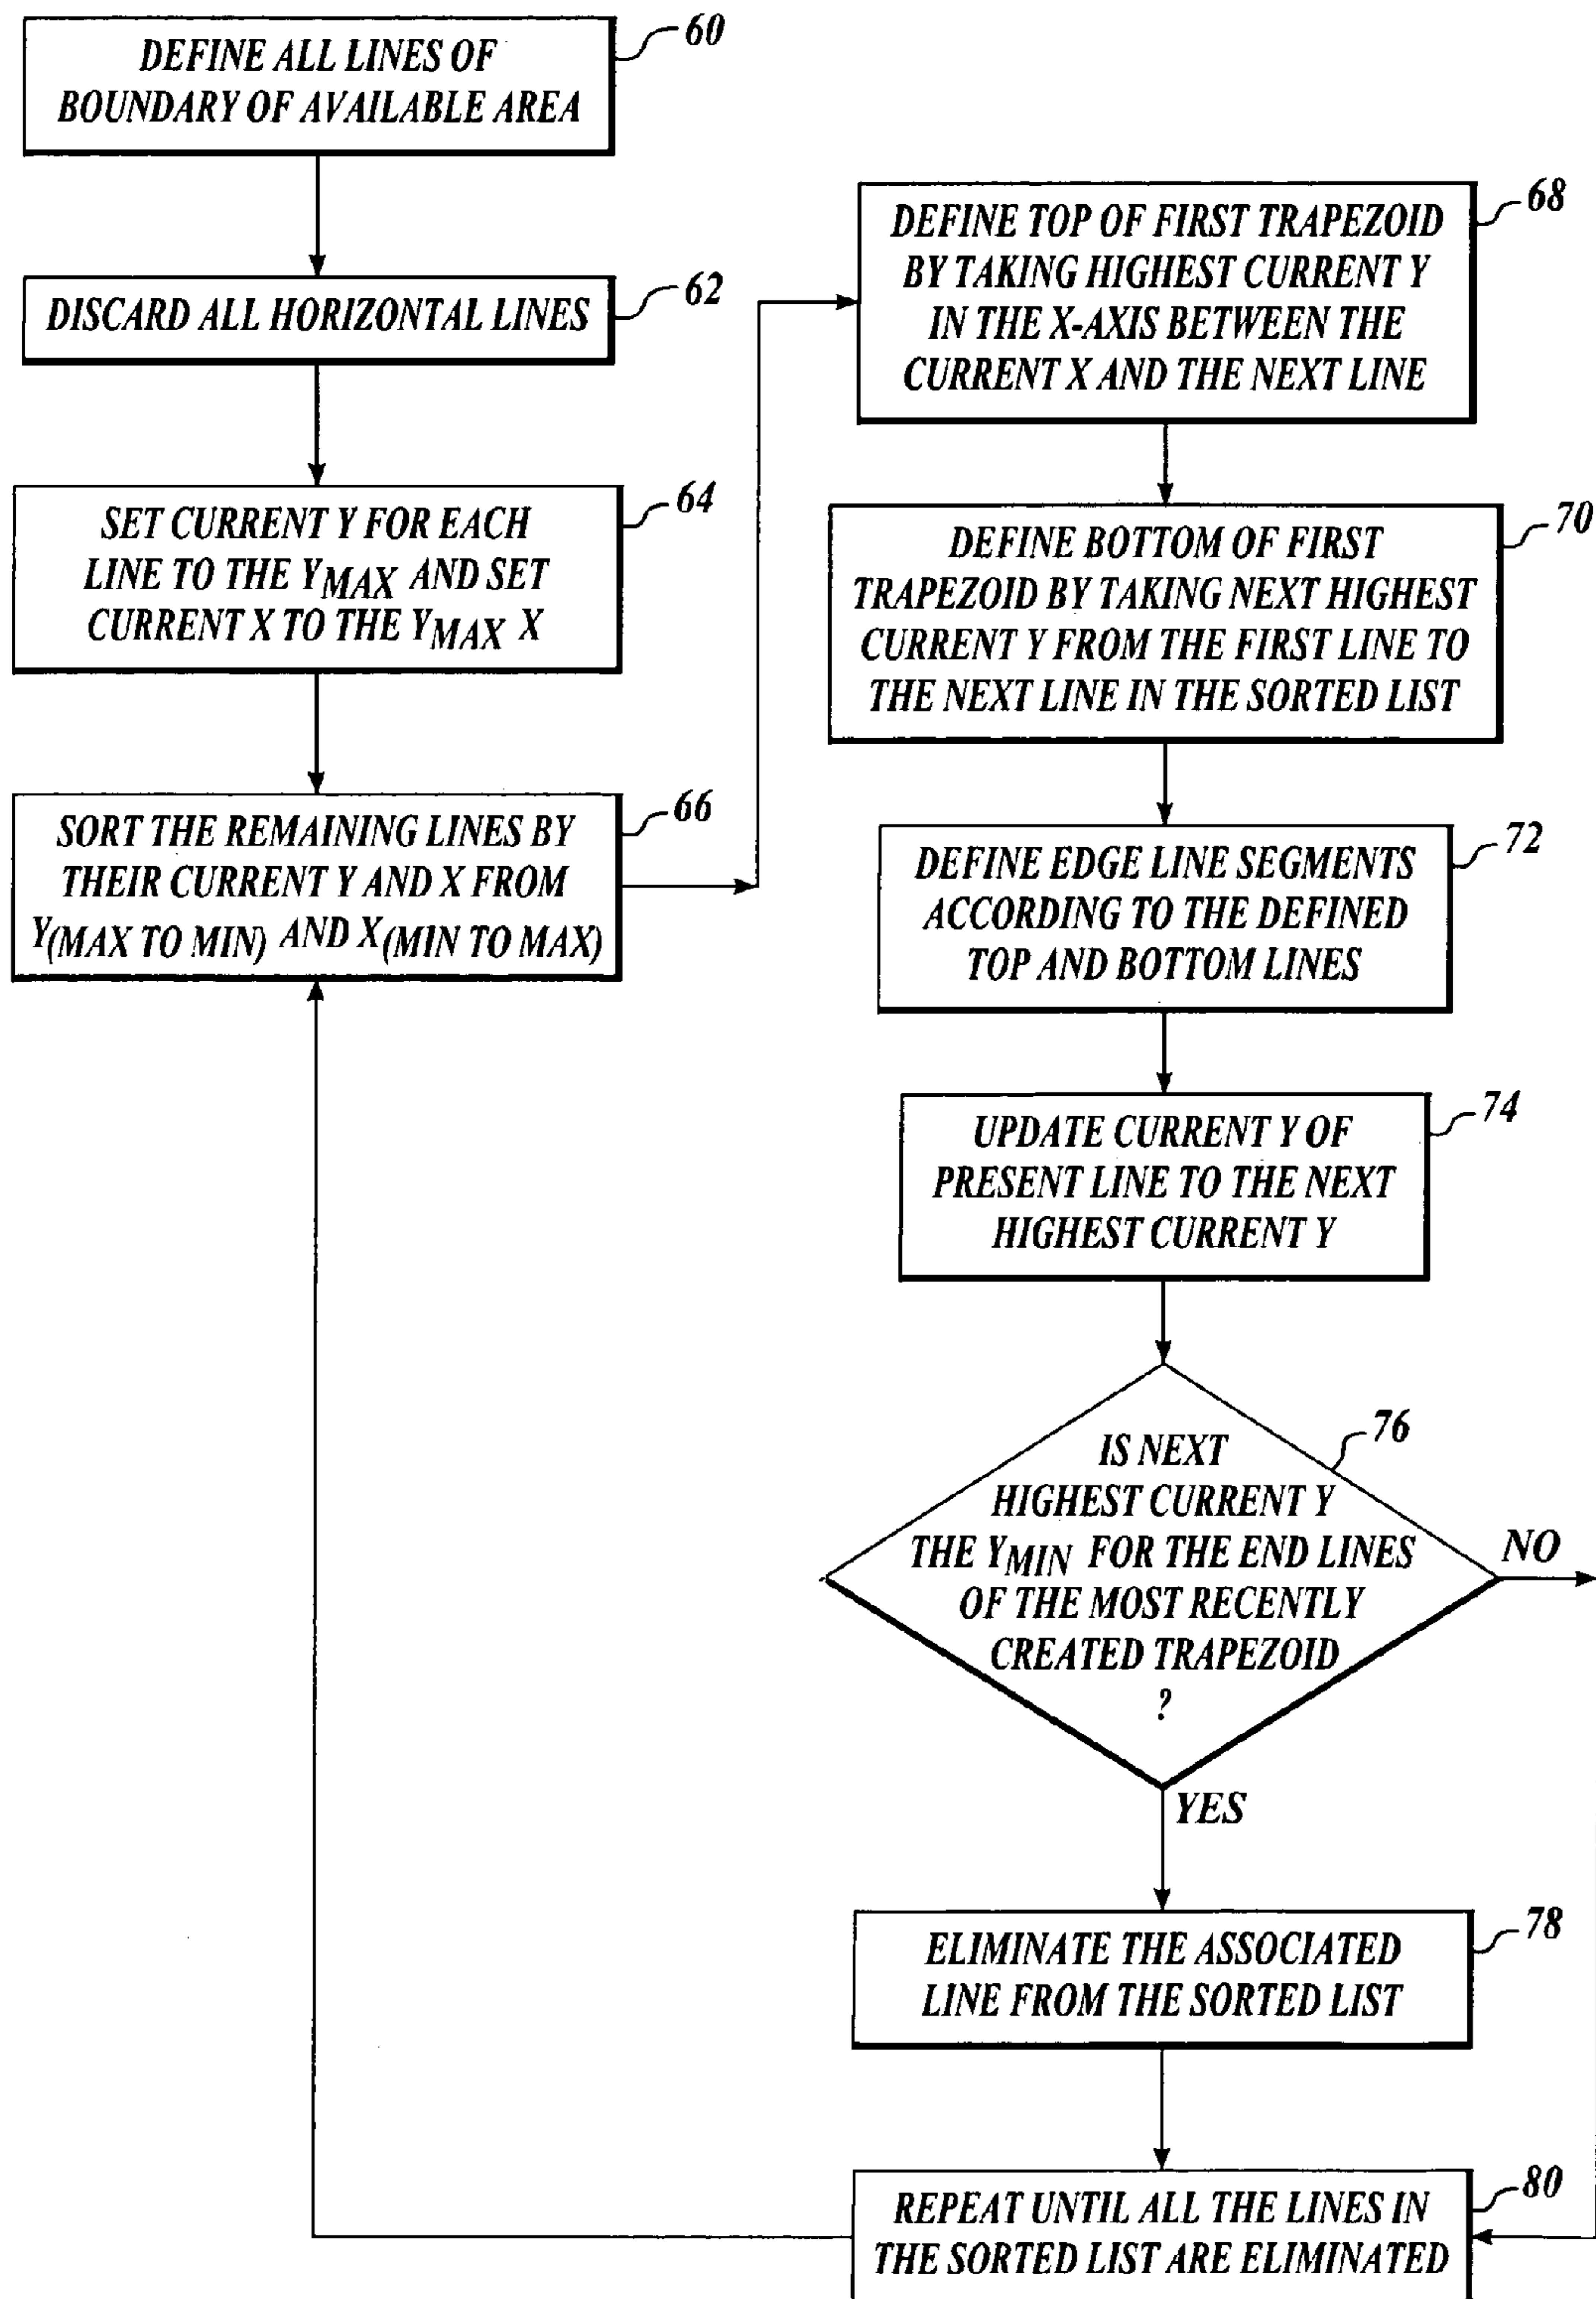 DEFINE ALL LINES OF
BOUNDARY OF AVAILABLE AREA
60
DISCARD ALL HORIZONTAL LINES
62
SET CURRENT Y FOR EACH
LINE TO THE YMAX AND SET
CURRENT X TO THE YMAX X
64
SORT THE REMAINING LINES BY
THEIR CURRENT Y AND X FROM
Y(MAX TO MIN) AND X(MIN TO MAX)
66
DEFINE TOP OF FIRST TRAPEZOID
BY TAKING HIGHEST CURRENT Y
IN THE X-AXIS BETWEEN THE
CURRENT X AND THE NEXT LINE
68
DEFINE BOTTOM OF FIRST
TRAPEZOID BY TAKING NEXT HIGHEST
CURRENT Y FROM THE FIRST LINE TO
THE NEXT LINE IN THE SORTED LIST
70
DEFINE EDGE LINE SEGMENTS
ACCORDING TO THE DEFINED
TOP AND BOTTOM LINES
72
UPDATE CURRENT Y OF
PRESENT LINE TO THE NEXT
HIGHEST CURRENT Y
74
IS NEXT
HIGHEST CURRENT Y
THE YMIN FOR THE END LINES
OF THE MOST RECENTLY
CREATED TRAPEZOID
?
76
NO
YES
ELIMINATE THE ASSOCIATED
LINE FROM THE SORTED LIST
78
REPEAT UNTIL ALL THE LINES IN
THE SORTED LIST ARE ELIMINATED
80